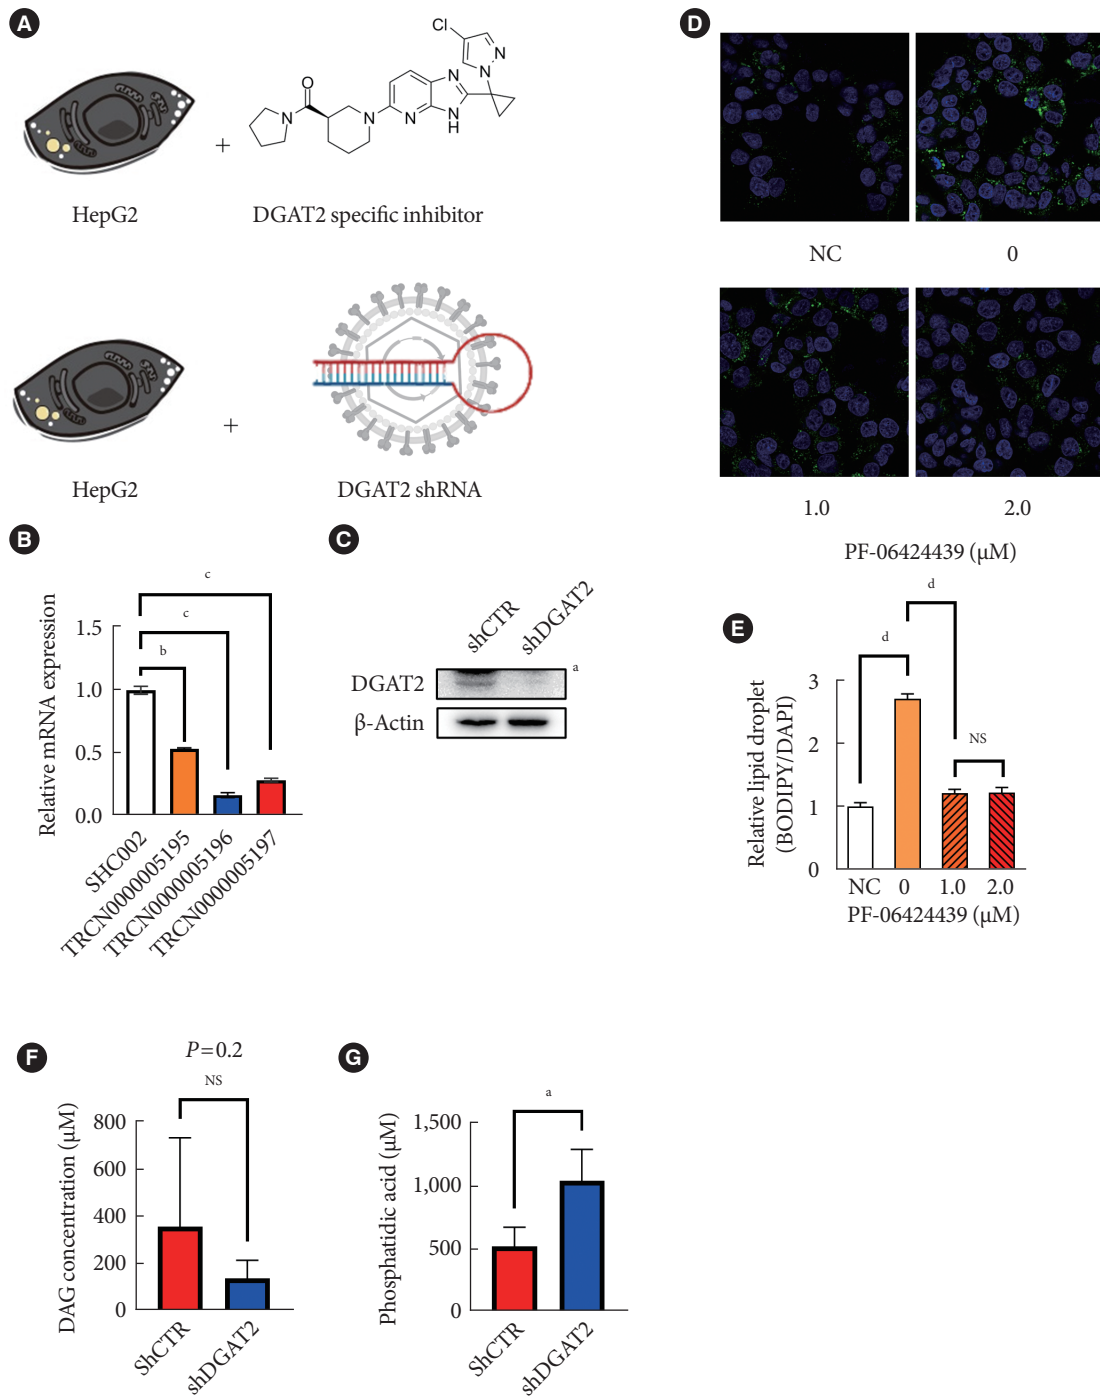 A
Cl
N
N
O
N
N
N
N
N
H
+
HepG2
DGAT2 specific inhibitor
+
HepG2
DGAT2 shRNA
B
Relative mRNA expression
1.5
1.0
0.5
0.0
c
c
b
SHC002
TRCN0000005195
TRCN0000005196
TRCN0000005197
C
shCTR
shDGAT2
DGAT2
a
β-Actin
D
NC
0
1.0
2.0
PF-06424439 (μM)
E
Relative lipid droplet
(BODIPY/DAPI)
3
2
1
0
d
d
NS
NC
0
1.0
2.0
PF-06424439 (μM)
F
P=0.2
NS
DAG concentration (μM)
800
600
400
200
0
ShCTR
shDGAT2
G
a
Phosphatidic acid (μM)
1,500
1,000
500
0
ShCTR
shDGAT2